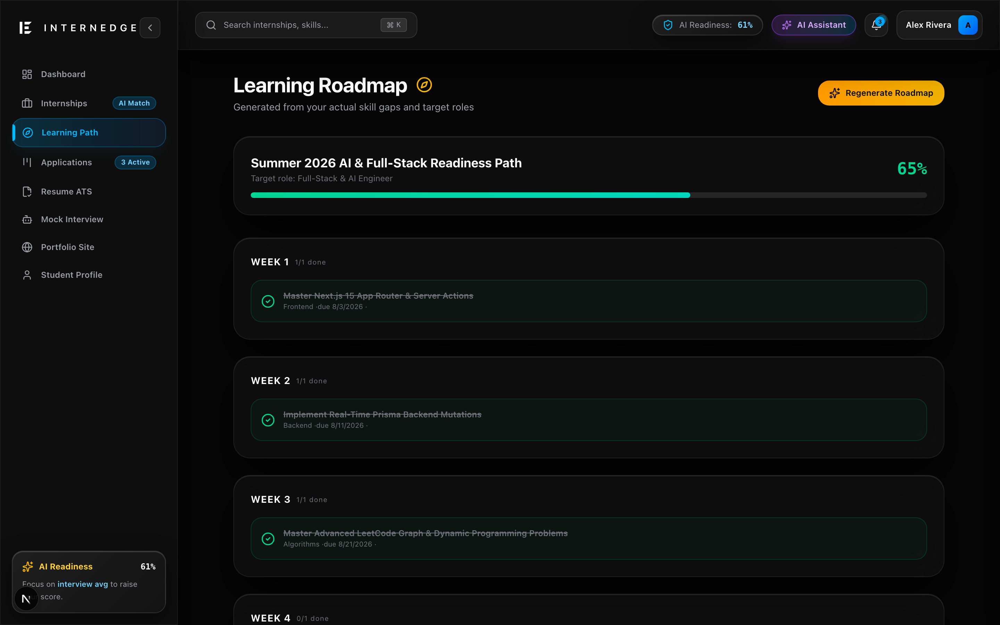 INTERNEDGE
Search internships, skills...
⌘ K
AI Readiness: 61%
AI Assistant
3
Alex Rivera
A
Dashboard
Internships
AI Match
Learning Path
Applications
3 Active
Resume ATS
Mock Interview
Portfolio Site
Student Profile
AI Readiness
61%
Focus on interview avg to raise
score.
N
Learning Roadmap
Generated from your actual skill gaps and target roles
Regenerate Roadmap
Summer 2026 AI & Full-Stack Readiness Path
Target role: Full-Stack & AI Engineer
65%
WEEK 1 1/1 done
Master Next.js 15 App Router & Server Actions
Frontend ·due 8/3/2026 ·
WEEK 2 1/1 done
Implement Real-Time Prisma Backend Mutations
Backend ·due 8/11/2026 ·
WEEK 3 1/1 done
Master Advanced LeetCode Graph & Dynamic Programming Problems
Algorithms ·due 8/21/2026 ·
WEEK 4 0/1 done